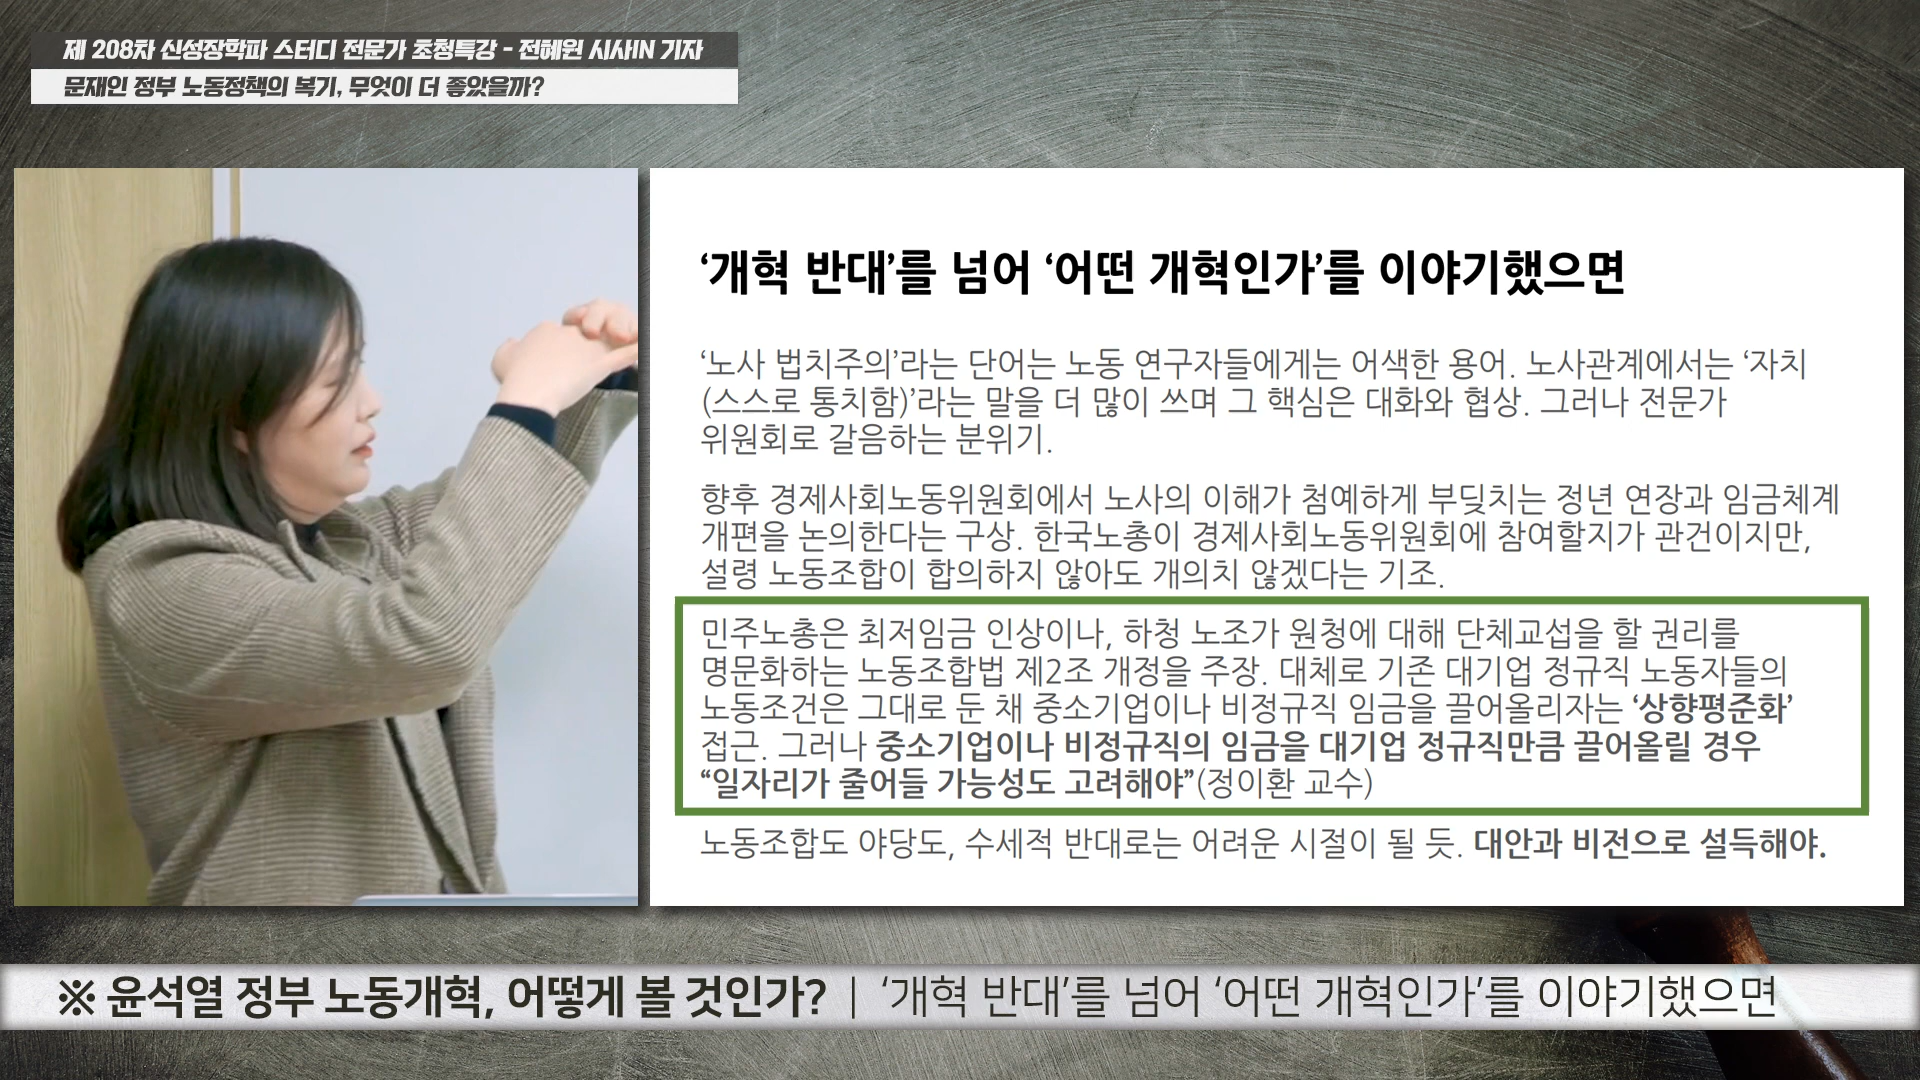 제 208차 신성장학파 스터디 전문가 초청특강 - 전혜원 시사IN 기자
문재인 정부 노동정책의 복기, 무엇이 더 좋았을까?
‘개혁 반대’를 넘어 ‘어떤 개혁인가’를 이야기했으면
‘노사 법치주의’라는 단어는 노동 연구자들에게는 어색한 용어. 노사관계에서는 ‘자치
(스스로 통치함)’라는 말을 더 많이 쓰며 그 핵심은 대화와 협상. 그러나 전문가
위원회로 갈음하는 분위기.
향후 경제사회노동위원회에서 노사의 이해가 첨예하게 부딪치는 정년 연장과 임금체계
개편을 논의한다는 구상. 한국노총이 경제사회노동위원회에 참여할지가 관건이지만,
설령 노동조합이 합의하지 않아도 개의치 않겠다는 기조.
민주노총은 최저임금 인상이나, 하청 노조가 원청에 대해 단체교섭을 할 권리를
명문화하는 노동조합법 제2조 개정을 주장. 대체로 기존 대기업 정규직 노동자들의
노동조건은 그대로 둔 채 중소기업이나 비정규직 임금을 끌어올리자는 ‘상향평준화’
접근. 그러나 중소기업이나 비정규직의 임금을 대기업 정규직만큼 끌어올릴 경우
“일자리가 줄어들 가능성도 고려해야”(정이환 교수)
노동조합도 야당도, 수세적 반대로는 어려운 시절이 될 듯. 대안과 비전으로 설득해야.
※ 윤석열 정부 노동개혁, 어떻게 볼 것인가? | ‘개혁 반대’를 넘어 ‘어떤 개혁인가’를 이야기했으면